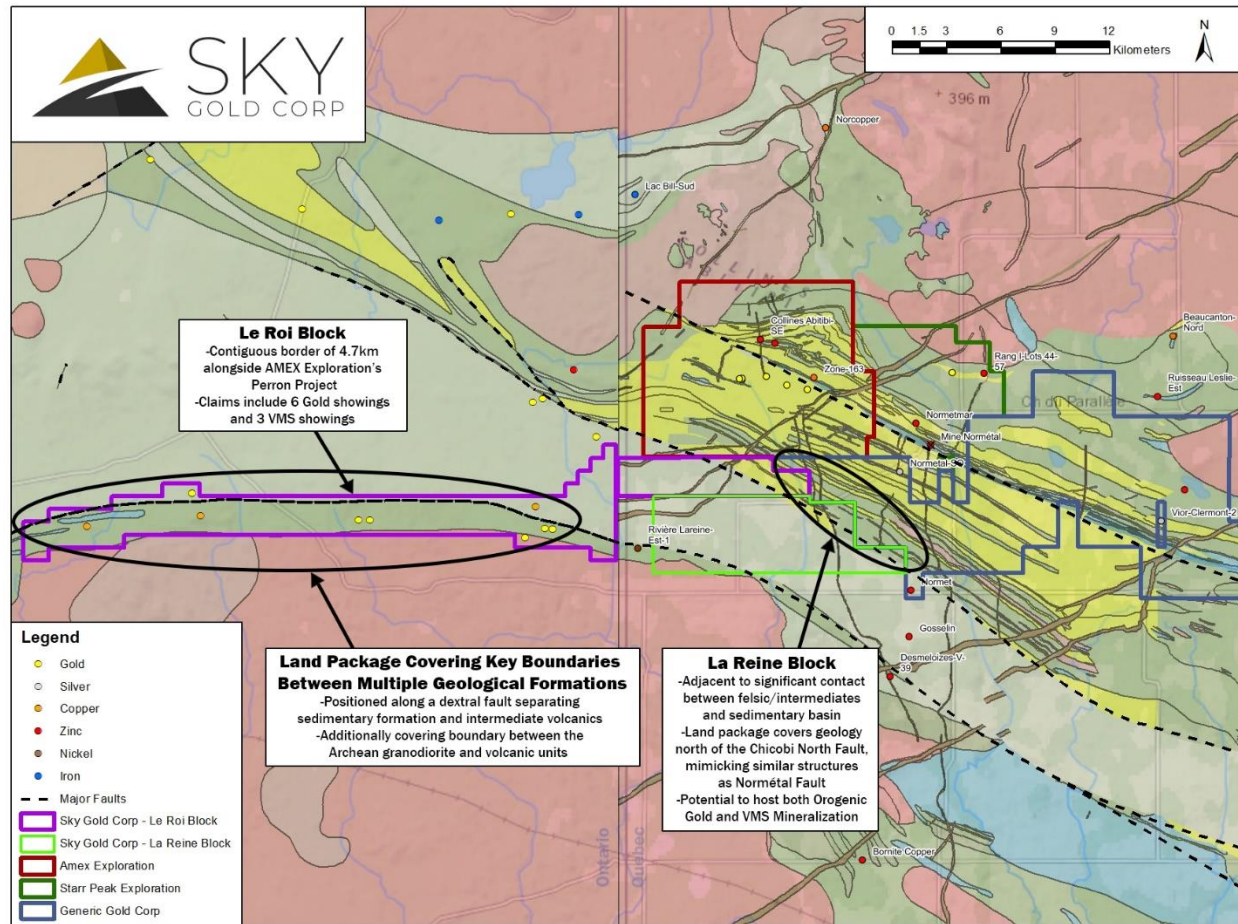 SKY
GOLD CORP
0 1.5 3 6 9 12
Kilometers
N
396 m
Norcopper
Lac Bill-Sud
COLLINES
ABITIBI
Le Roi Block
-Contiguous border of 4.7km
alongside AMEX Exploration's
Perron Project
-Claims include 6 Gold showings
and 3 VMS showings
Collines Abitibi-
SE
Beaucanton-
Nord
Rang I-Lots 44-
57
Zone-163
Ruisseau Leslie-
Est
Ch du Parallèle
Normetmar
Mine Normétal
Vior-Clermont-2
Rivière Lareine-
Est-1
Normet
Gosselin
Desmeloizes-V-
39
Land Package Covering Key Boundaries
Between Multiple Geological Formations
-Positioned along a dextral fault separating
sedimentary formation and intermediate volcanics
-Additionally covering boundary between the
Archean granodiorite and volcanic units
La Reine Block
-Adjacent to significant contact
between felsic/intermediates
and sedimentary basin
-Land package covers geology
north of the Chicobi North Fault,
mimicking similar structures
as Normétal Fault
-Potential to host both Orogenic
Gold and VMS Mineralization
Bornite Copper
Ontario
Quebec
Legend
Gold
Silver
Copper
Zinc
Nickel
Iron
Major Faults
Sky Gold Corp - Le Roi Block
Sky Gold Corp - La Reine Block
Amex Exploration
Starr Peak Exploration
Generic Gold Corp